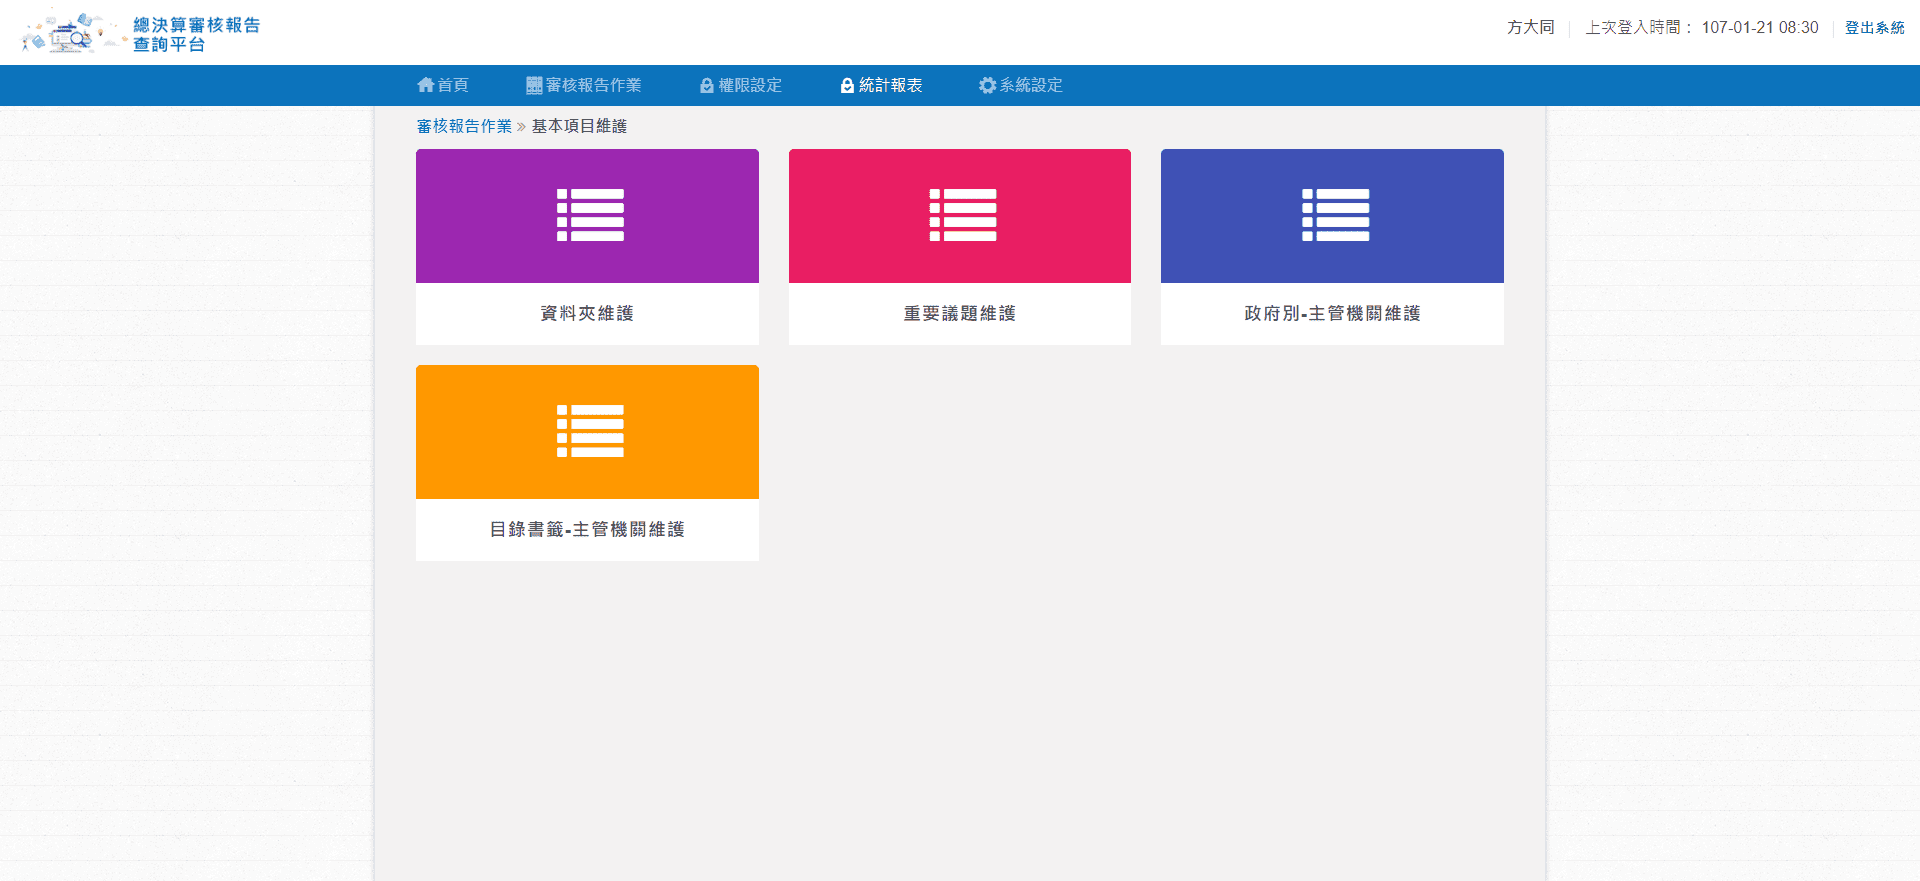 總決算審核報告
查詢平台
方大同 上次登入時間: 107-01-21 08:30 登出系統
首頁 審核報告作業 權限設定 統計報表 系統設定
審核報告作業 » 基本項目維護
資料夾維護 重要議題維護 政府別-主管機關維護
目錄書籤-主管機關維護